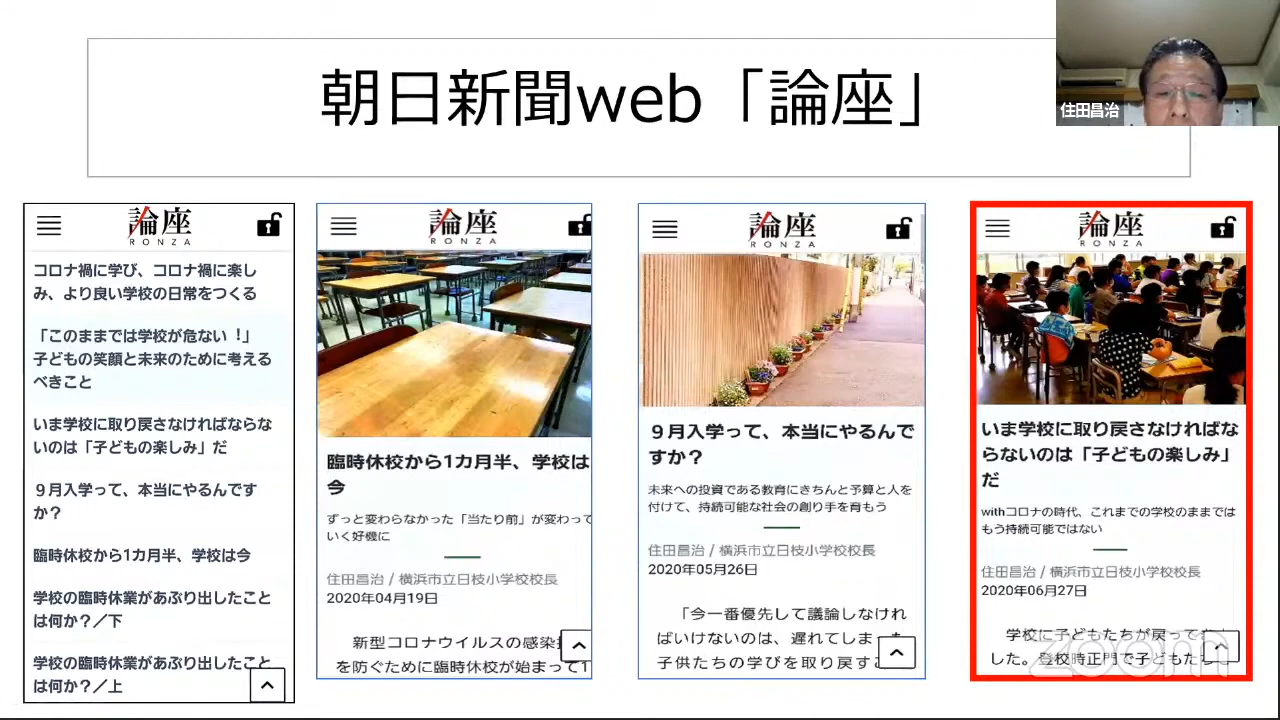 朝日新聞web「論座」
住田昌治
論座
RONZA
コロナ禍に学び、コロナ禍に楽し
み、より良い学校の日常をつくる
「このままでは学校が危ない！」
子どもの笑顔と未来のために考える
べきこと
いま学校に取り戻さなければならな
いのは「子どもの楽しみ」だ
９月入学って、本当にやるんです
か？
臨時休校から1カ月半、学校は今
学校の臨時休業があぶり出したこと
は何か？／下
学校の臨時休業があぶり出したこと
は何か？／上
論座
RONZA
臨時休校から1カ月半、学校は
今
ずっと変わらなかった「当たり前」が変わって
いく好機に
住田昌治 / 横浜市立日枝小学校校長
2020年04月19日
新型コロナウイルスの感染
を防ぐために臨時休校が始まって1
論座
RONZA
９月入学って、本当にやるんで
すか？
未来への投資である教育にきちんと予算と人を
付けて、持続可能な社会の創り手を育もう
住田昌治 / 横浜市立日枝小学校校長
2020年05月26日
「今一番優先して議論しなけれ
ばいけないのは、遅れてしま
子供たちの学びを取り戻す
論座
RONZA
いま学校に取り戻さなければな
らないのは「子どもの楽しみ」
だ
withコロナの時代、これまでの学校のままでは
もう持続可能ではない
住田昌治 / 横浜市立日枝小学校校長
2020年06月27日
学校に子どもたちが戻って
した。登校時正門で子どもた
zoom